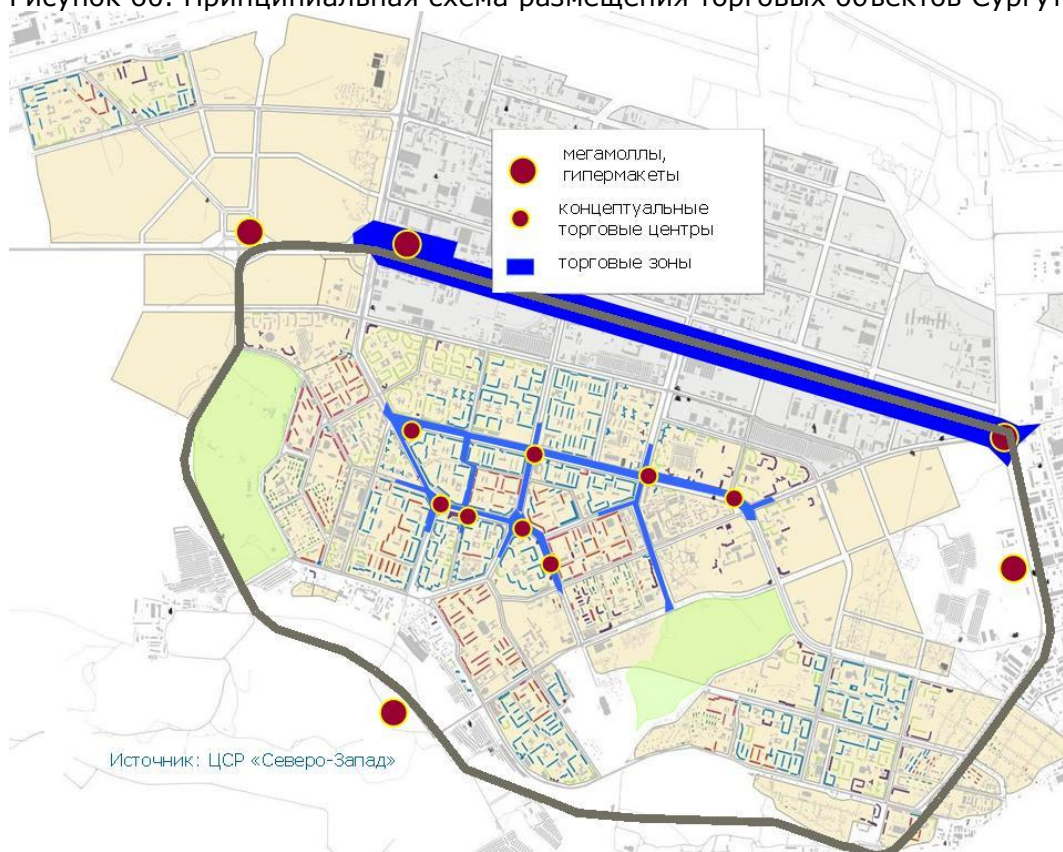 Рисунок 60. Принципиальная схема размещения торговых объектов Сургут
мегамоллы,
гипермакеты
концептуальные
торговые центры
торговые зоны
Источник: ЦСР «Северо-Запад»